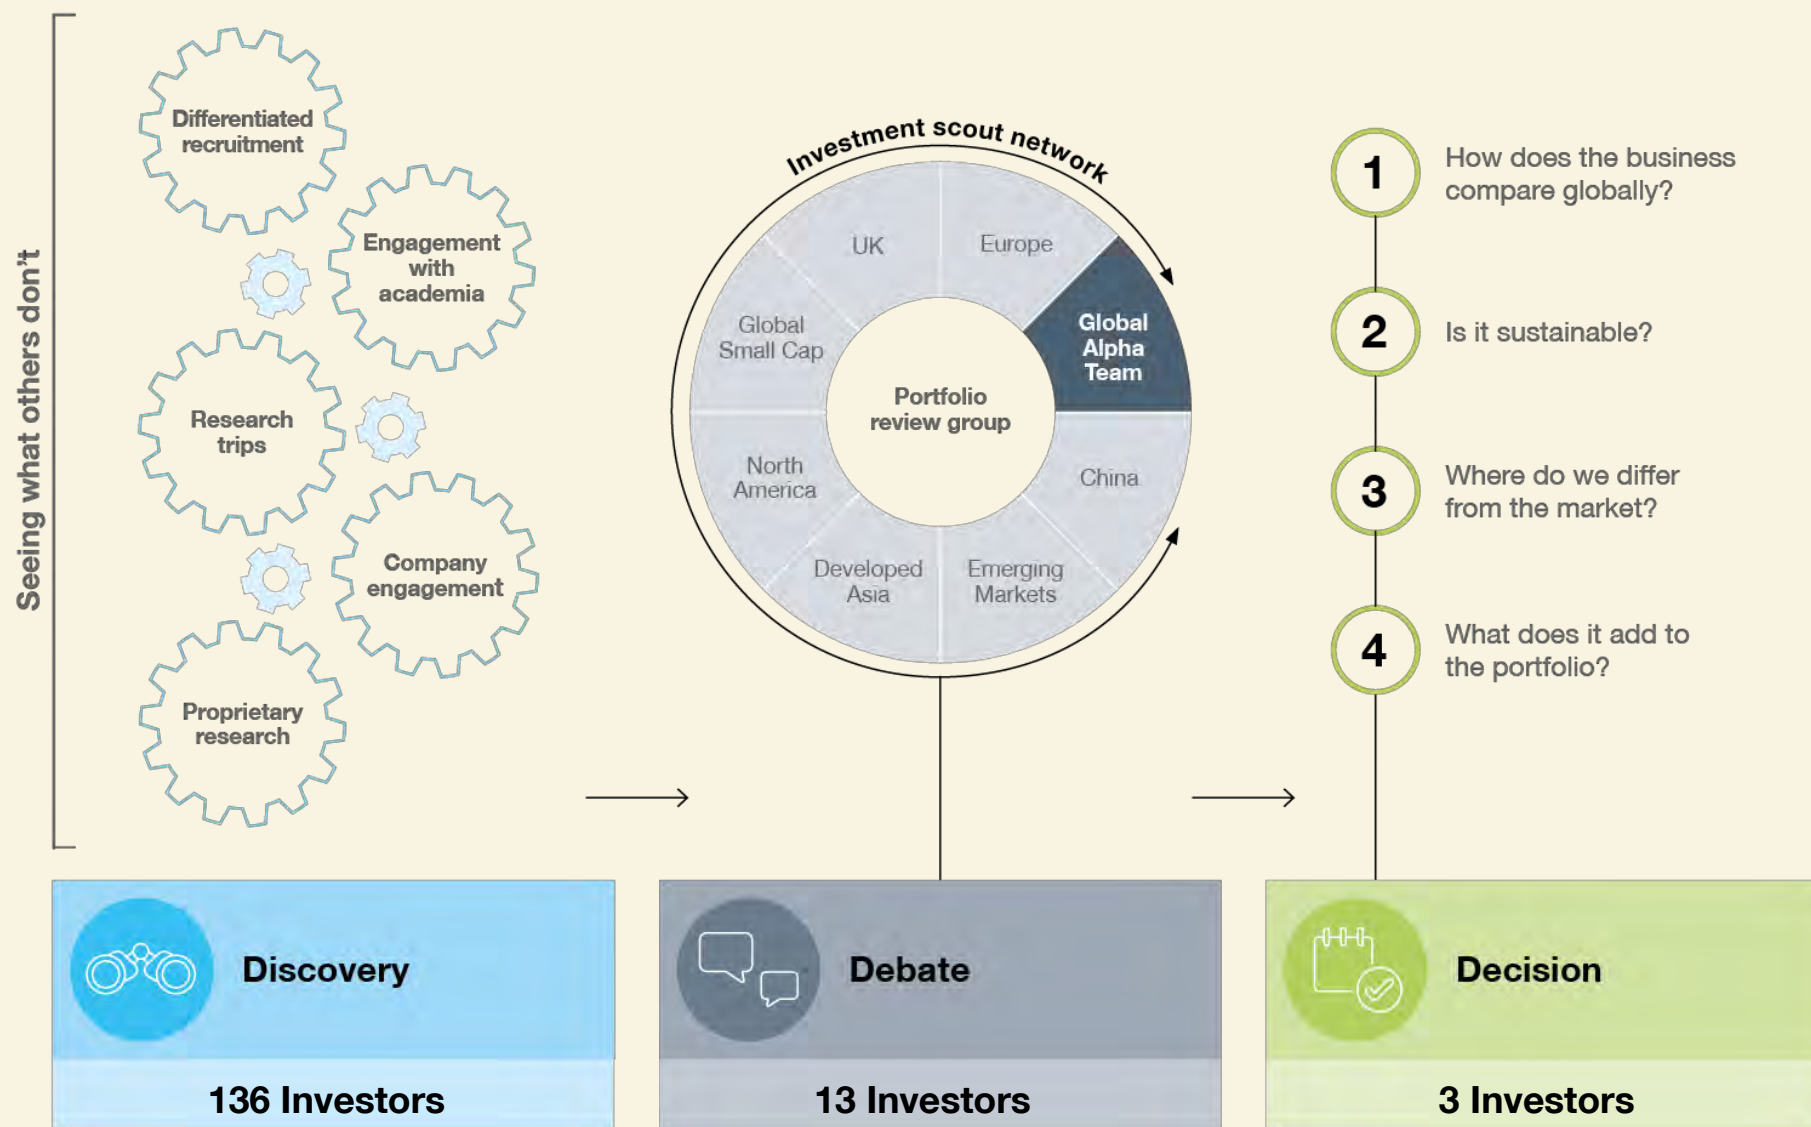 Seeing what others don't
Differentiated
recruitment
Engagement
with
academia
Research
trips
Company
engagement
Proprietary
research
Investment scout network
UK
Europe
Global
Small Cap
Global
Alpha
Team
Portfolio
review group
North
America
China
Developed
Asia
Emerging
Markets
1
How does the business
compare globally?
2
Is it sustainable?
3
Where do we differ
from the market?
4
What does it add to
the portfolio?
Discovery
136 Investors
Debate
13 Investors
Decision
3 Investors